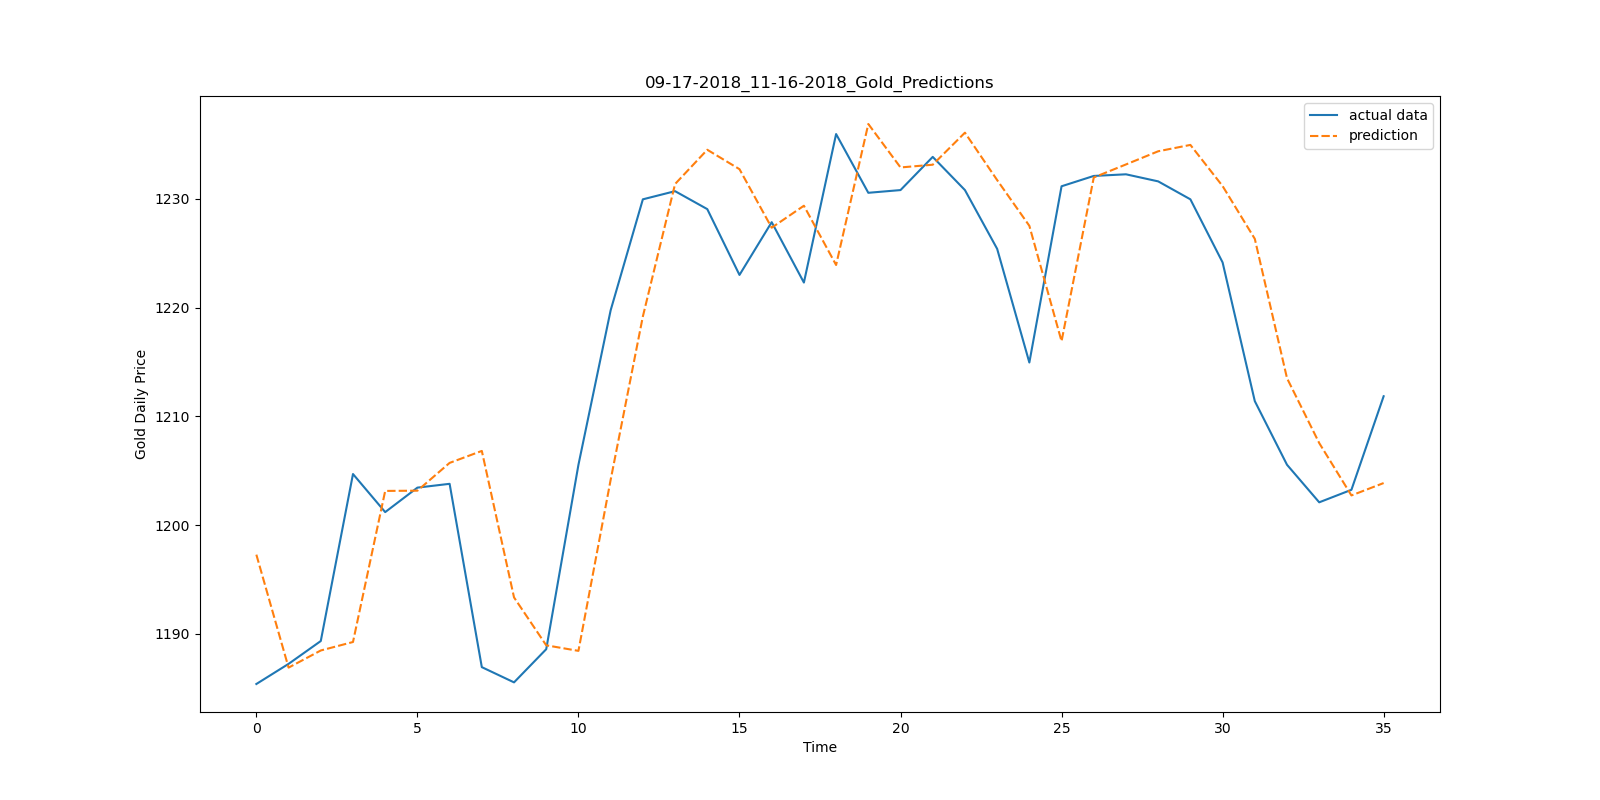 09-17-2018_11-16-2018_Gold_Predictions
actual data
prediction
Gold Daily Price
1230
1220
1210
1200
1190
0 5 10 15 20 25 30 35
Time